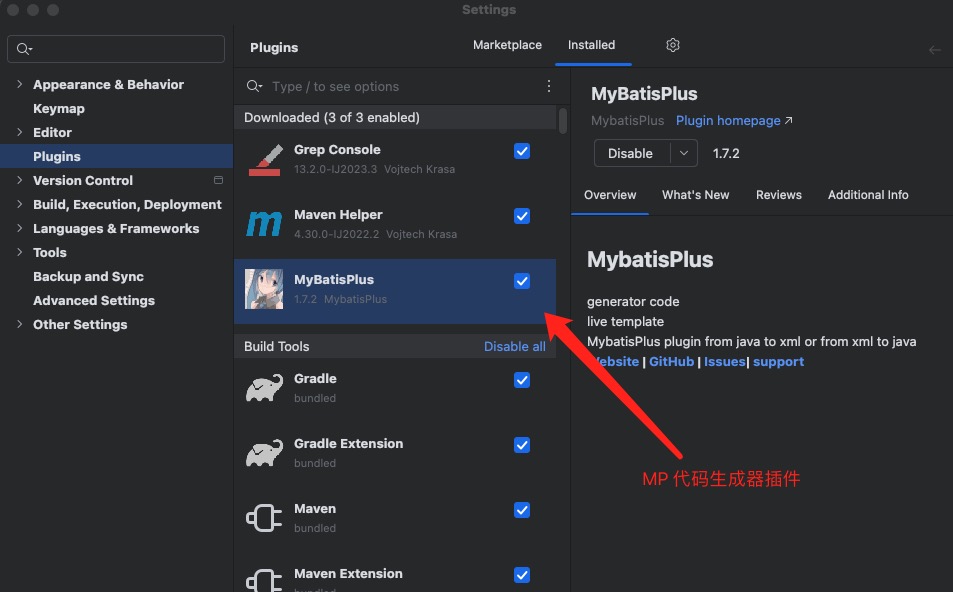 Settings
Appearance & Behavior
Keymap
Editor
Plugins
Version Control
Build, Execution, Deployment
Languages & Frameworks
Tools
Backup and Sync
Advanced Settings
Other Settings
Plugins
Marketplace
Installed
Type / to see options
Downloaded (3 of 3 enabled)
Grep Console
13.2.0-IJ2023.3 Vojtech Krasa
Maven Helper
4.30.0-IJ2022.2 Vojtech Krasa
MyBatisPlus
1.7.2 MybatisPlus
Build Tools
Disable all
Gradle
bundled
Gradle Extension
bundled
Maven
bundled
Maven Extension
bundled
MyBatisPlus
MybatisPlus Plugin homepage ↗
Disable
1.7.2
Overview
What's New
Reviews
Additional Info
MybatisPlus
generator code
live template
MybatisPlus plugin from java to xml or from xml to java
Website | GitHub | Issues| support
MP 代码生成器插件